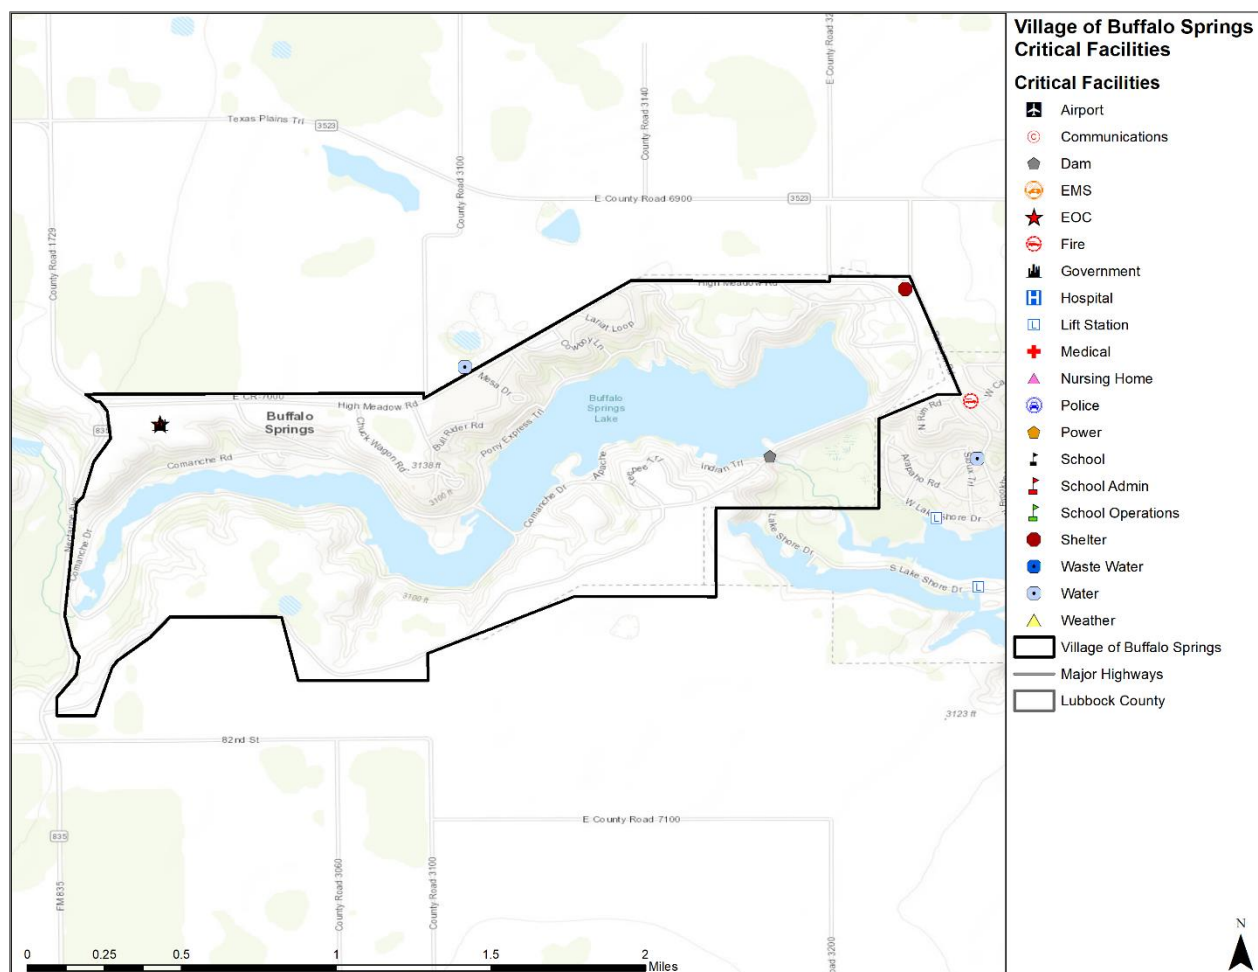 Village of Buffalo Springs
Critical Facilities
Critical Facilities
Airport
C
Communications
Dam
EMS
EOC
Fire
Government
H
Hospital
L
Lift Station
Medical
Nursing Home
Police
Power
School
School Admin
School Operations
Shelter
Waste Water
Water
Weather
Village of Buffalo Springs
Major Highways
Lubbock County
Texas Plains Trl
3523
County Road 3100
County Road 3140
E County Road 32
E County Road 6900
3523
County Road 1729
High Meadow Rd
Lariat Loop
Cowboy Ln
Mesa Dr
E CR-7000
High Meadow Rd
Buffalo
Springs
Buffalo
Springs
Lake
835
Chuck Wagon Rd
Bull Rider Rd
Pony Express Trl
Comanche Rd
3138 ft
3100 ft
Apache
Indian Trl
Comanche Dr
N Rim Rd
W Ca
Arapaho Rd
Sioux Trl
W Lake Shore Dr
L
Lake Shore Dr
S Lake Shore Dr
L
Comanche Dr
3100 ft
3123 ft
82nd St
E County Road 7100
835
FM 835
County Road 3060
County Road 3100
oad 3200
0
0.25
0.5
1
1.5
2
Miles
N